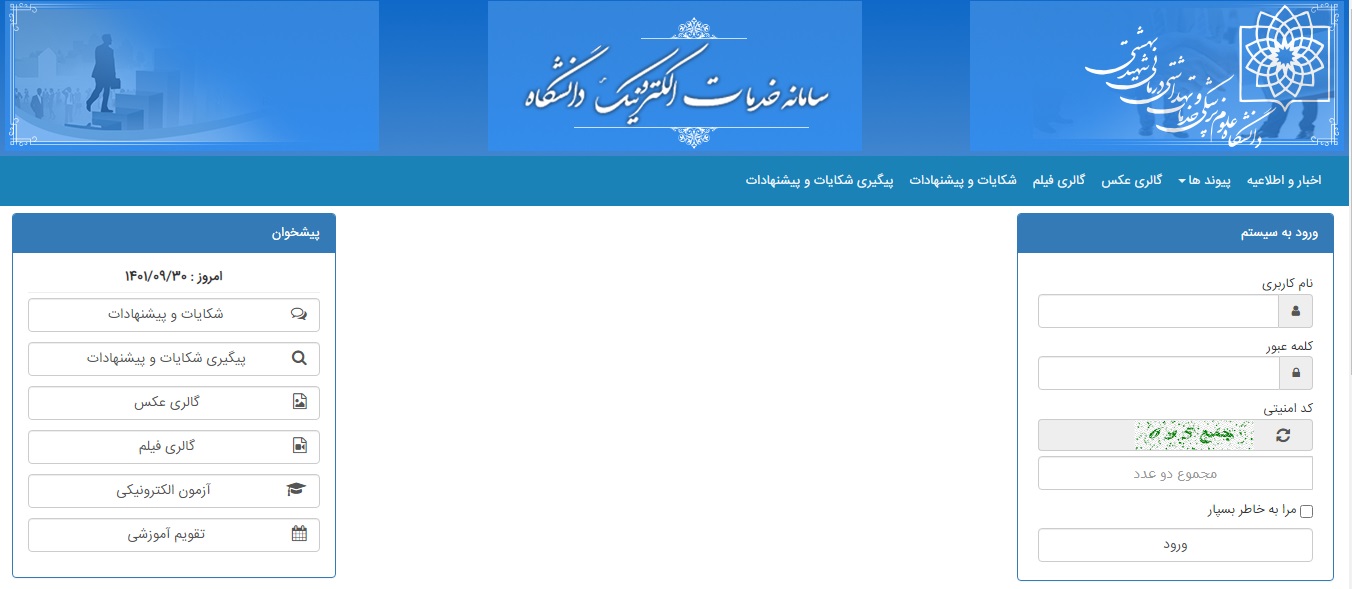 دانشگاه علوم پزشکی و خدمات بهداشتی درمانی شهید بهشتی
سامانه خدمات الکترونیک دانشگاه
اخبار و اطلاعیه
پیوند ها
گالری عکس
گالری فیلم
شکایات و پیشنهادات
پیگیری شکایات و پیشنهادات
ورود به سیستم
نام کاربری
کلمه عبور
کد امنیتی
جمع 5 و 0
مجموع دو عدد
مرا به خاطر بسپار
ورود
پیشخوان
امروز : ۱۴۰۱/۰۹/۳۰
شکایات و پیشنهادات
پیگیری شکایات و پیشنهادات
گالری عکس
گالری فیلم
آزمون الکترونیکی
تقویم آموزشی